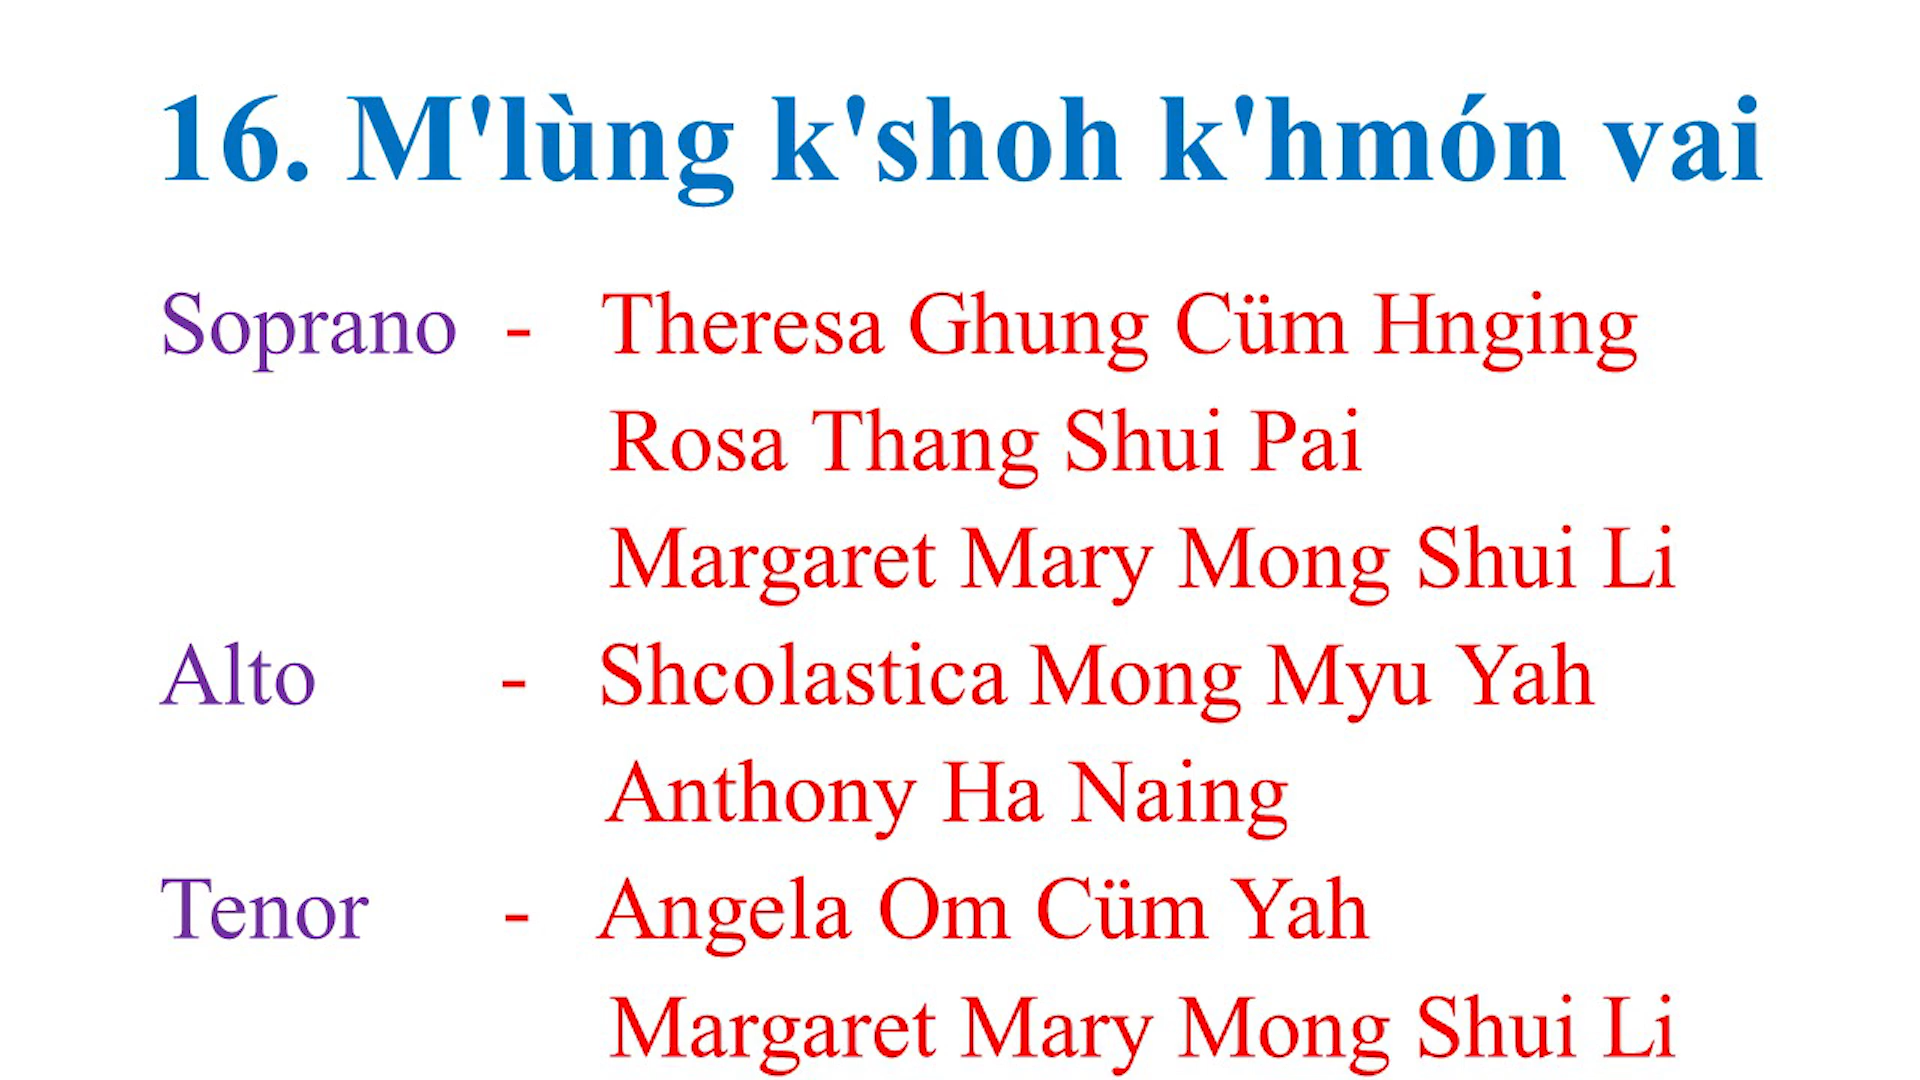 16. M'lùng k'shoh k'hmón vai
Soprano - Theresa Ghung Cüm Hnging
Rosa Thang Shui Pai
Margaret Mary Mong Shui Li
Alto - Shcolastica Mong Myu Yah
Anthony Ha Naing
Tenor - Angela Om Cüm Yah
Margaret Mary Mong Shui Li